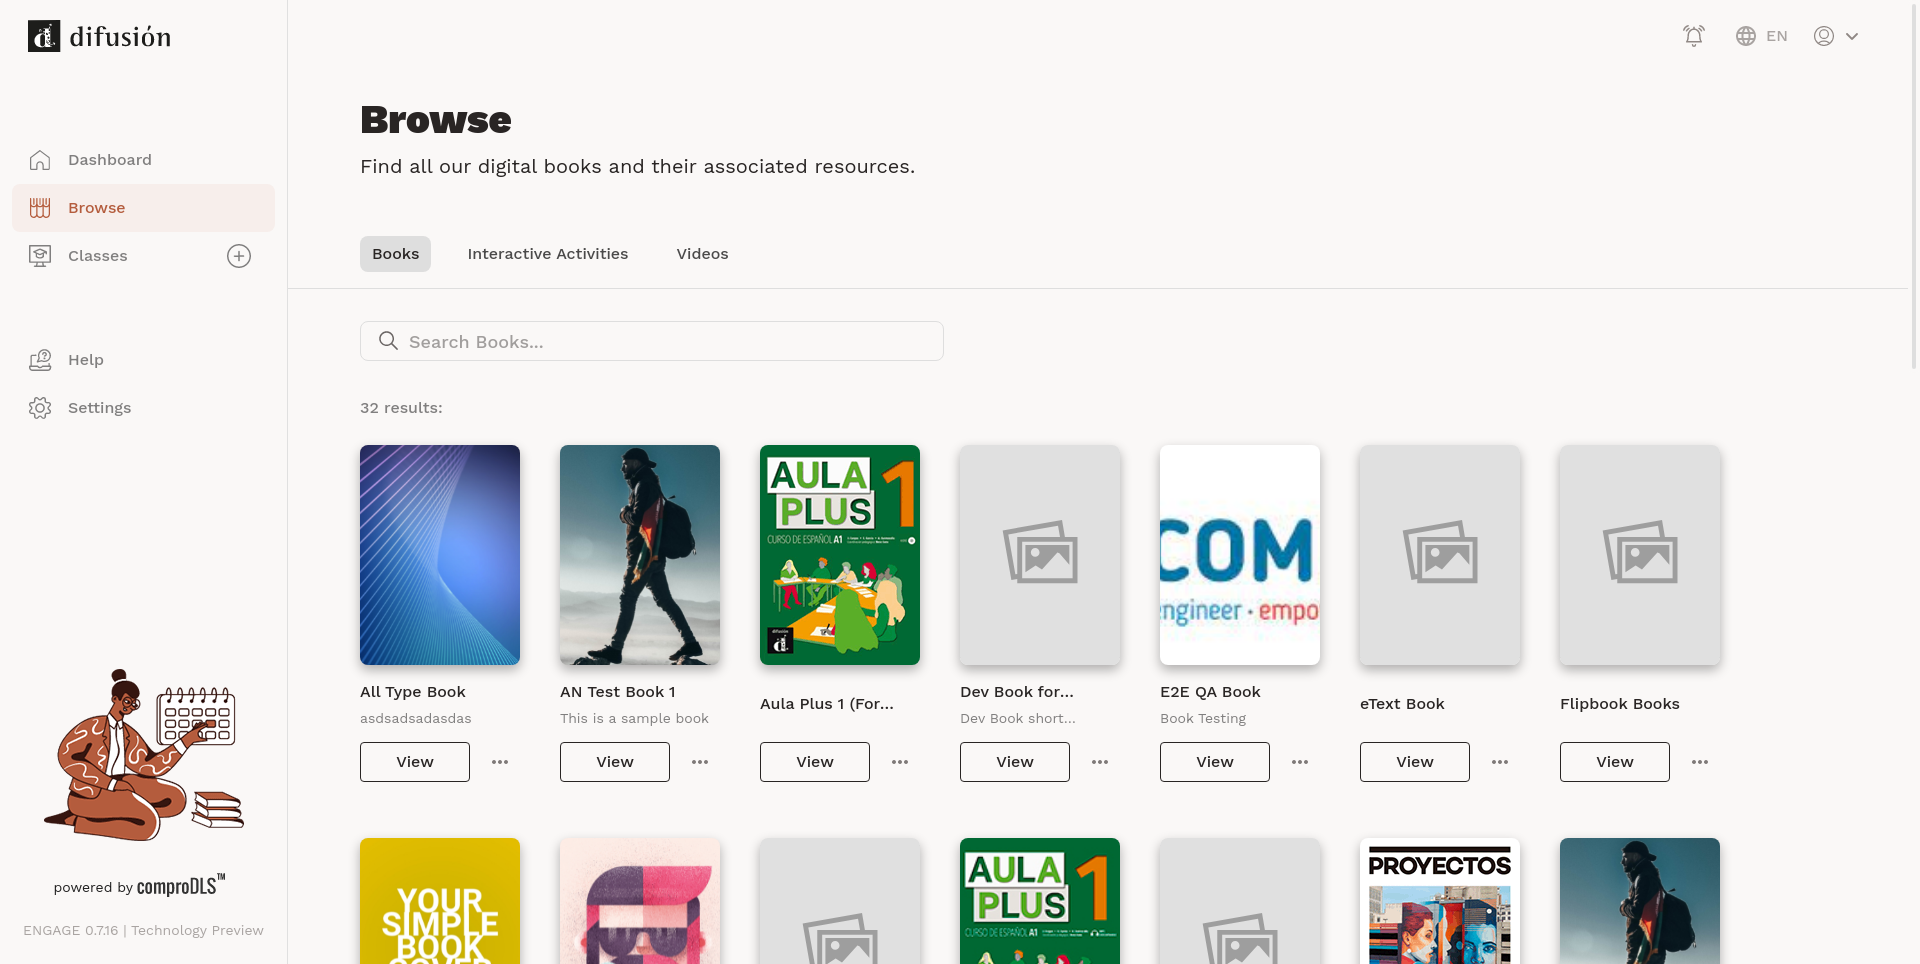 difusión
EN
Dashboard
Browse
Classes
Help
Settings
powered by comproDLS™
ENGAGE 0.7.16 | Technology Preview
Browse
Find all our digital books and their associated resources.
Books
Interactive Activities
Videos
Search Books...
32 results:
AULA
PLUS
1
CURSO DE ESPAÑOL A1
difusión
COM
engineer · empo
All Type Book
asdsadsadasdas
View
AN Test Book 1
This is a sample book
View
Aula Plus 1 (For...
View
Dev Book for...
Dev Book short...
View
E2E QA Book
Book Testing
View
eText Book
View
Flipbook Books
View
YOUR
SIMPLE
BOOK
COVER
AULA
PLUS
1
CURSO DE ESPAÑOL A1
PROYECTOS